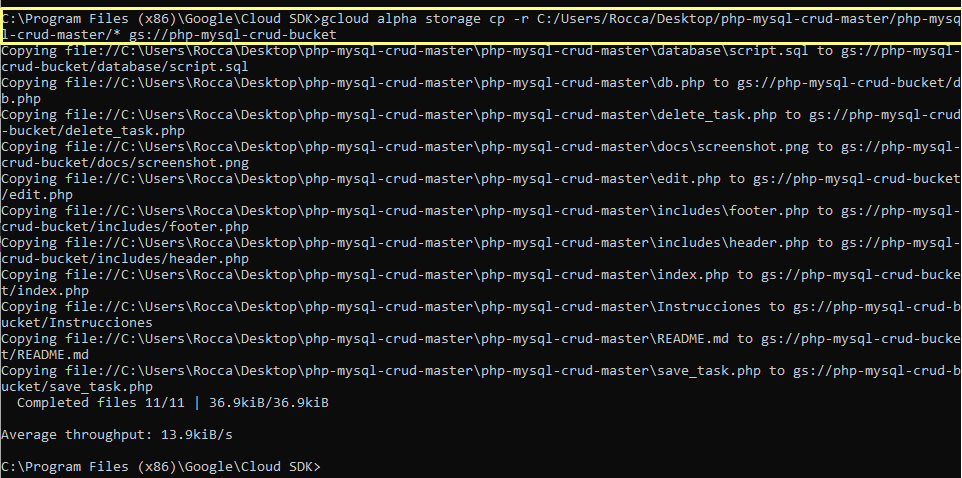 C:\Program Files (x86)\Google\Cloud SDK>gcloud alpha storage cp -r C:/Users/Rocca/Desktop/php-mysql-crud-master/php-mysq
l-crud-master/* gs://php-mysql-crud-bucket
Copying file://C:\Users\Rocca\Desktop\php-mysql-crud-master\php-mysql-crud-master\database\script.sql to gs://php-mysql-
crud-bucket/database/script.sql
Copying file://C:\Users\Rocca\Desktop\php-mysql-crud-master\php-mysql-crud-master\db.php to gs://php-mysql-crud-bucket/d
b.php
Copying file://C:\Users\Rocca\Desktop\php-mysql-crud-master\php-mysql-crud-master\delete_task.php to gs://php-mysql-crud
-bucket/delete_task.php
Copying file://C:\Users\Rocca\Desktop\php-mysql-crud-master\php-mysql-crud-master\docs\screenshot.png to gs://php-mysql-
crud-bucket/docs/screenshot.png
Copying file://C:\Users\Rocca\Desktop\php-mysql-crud-master\php-mysql-crud-master\edit.php to gs://php-mysql-crud-bucket
/edit.php
Copying file://C:\Users\Rocca\Desktop\php-mysql-crud-master\php-mysql-crud-master\includes\footer.php to gs://php-mysql-
crud-bucket/includes/footer.php
Copying file://C:\Users\Rocca\Desktop\php-mysql-crud-master\php-mysql-crud-master\includes\header.php to gs://php-mysql-
crud-bucket/includes/header.php
Copying file://C:\Users\Rocca\Desktop\php-mysql-crud-master\php-mysql-crud-master\index.php to gs://php-mysql-crud-bucke
t/index.php
Copying file://C:\Users\Rocca\Desktop\php-mysql-crud-master\php-mysql-crud-master\Instrucciones to gs://php-mysql-crud-b
ucket/Instrucciones
Copying file://C:\Users\Rocca\Desktop\php-mysql-crud-master\php-mysql-crud-master\README.md to gs://php-mysql-crud-bucke
t/README.md
Copying file://C:\Users\Rocca\Desktop\php-mysql-crud-master\php-mysql-crud-master\save_task.php to gs://php-mysql-crud-b
ucket/save_task.php
Completed files 11/11 | 36.9kiB/36.9kiB
Average throughput: 13.9kiB/s
C:\Program Files (x86)\Google\Cloud SDK>